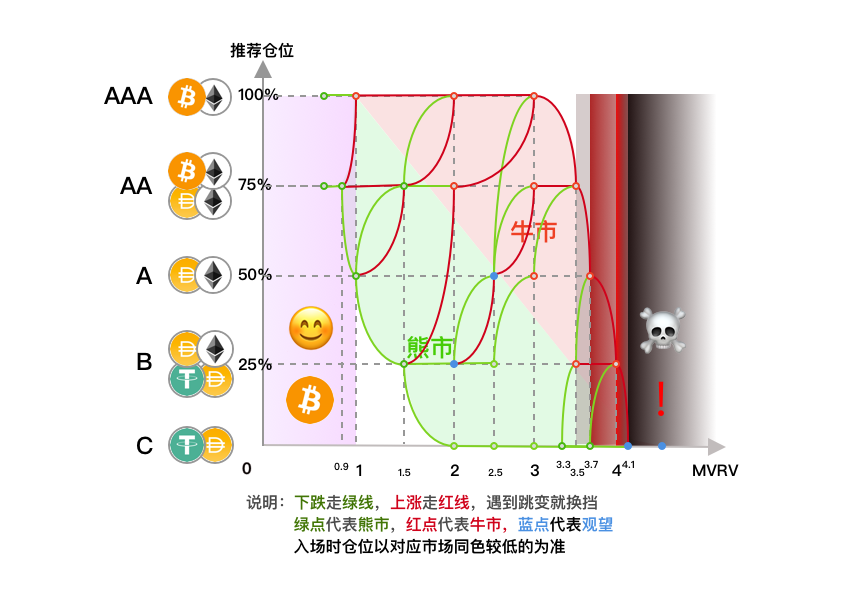 推荐仓位
AAA
100%
AA
75%
A
50%
牛市
熊市
B
25%
!
C
0
0.9
1
1.5
2
2.5
3
3.3
3.5
3.7
4
4.1
MVRV
说明：下跌走绿线，上涨走红线，遇到跳变就换挡
绿点代表熊市，红点代表牛市，蓝点代表观望
入场时仓位以对应市场同色较低的为准